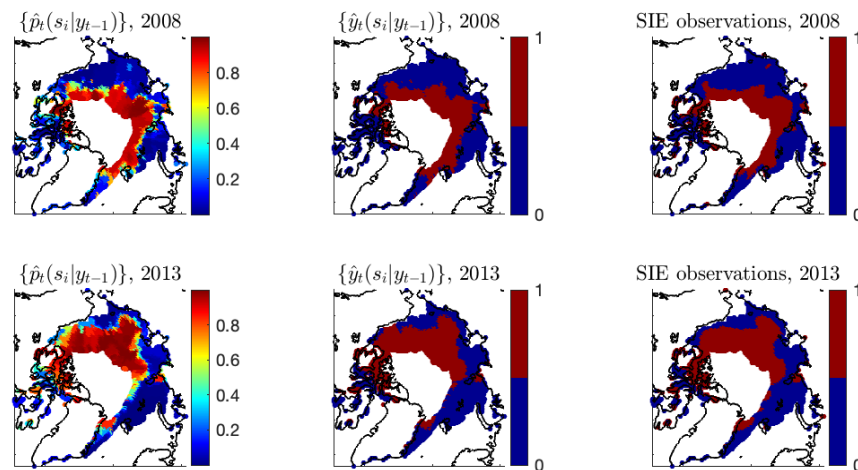 {p̂_t(s_i|y_{t−1})}, 2008
0.8
0.6
0.4
0.2
{ŷ_t(s_i|y_{t−1})}, 2008
1
0
SIE observations, 2008
1
0
{p̂_t(s_i|y_{t−1})}, 2013
0.8
0.6
0.4
0.2
{ŷ_t(s_i|y_{t−1})}, 2013
1
0
SIE observations, 2013
1
0